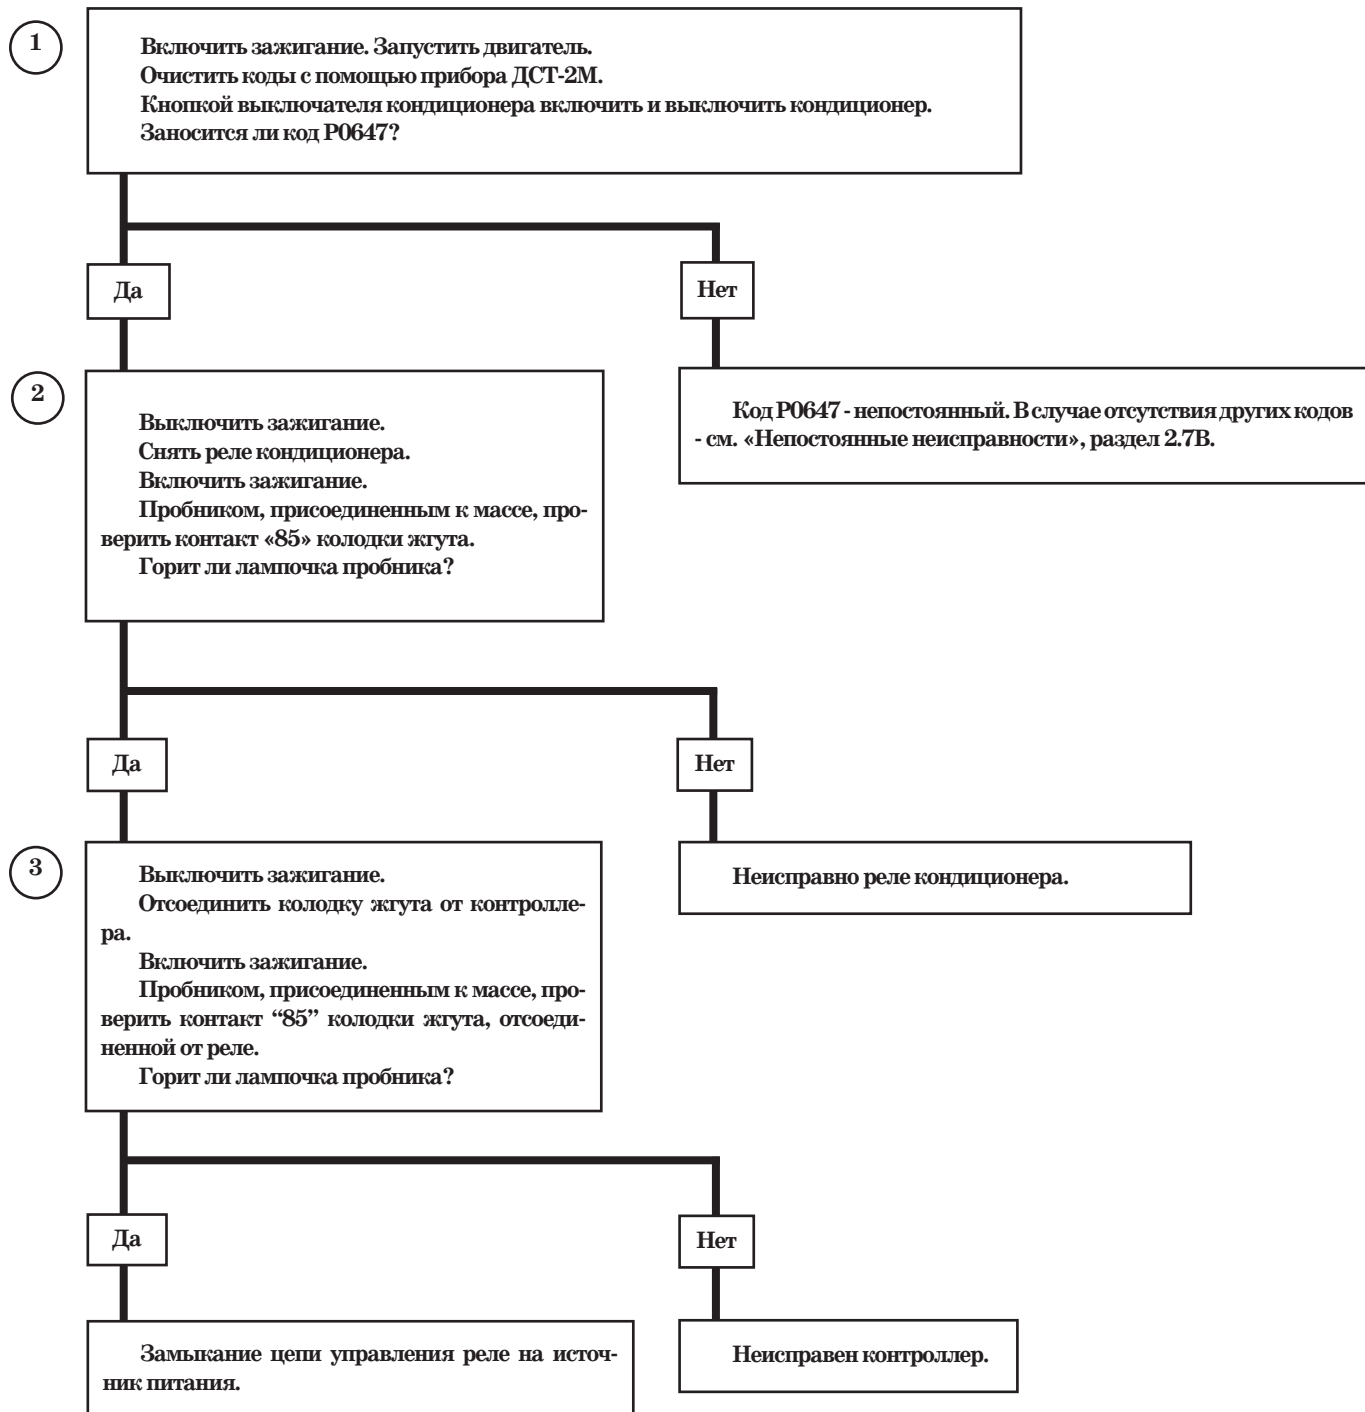 1
Включить зажигание. Запустить двигатель.
Очистить коды с помощью прибора ДСТ-2М.
Кнопкой выключателя кондиционера включить и выключить кондиционер.
Заносится ли код Р0647?
Да
Нет
2
Выключить зажигание.
Снять реле кондиционера.
Включить зажигание.
Пробником, присоединенным к массе, про-
верить контакт «85» колодки жгута.
Горит ли лампочка пробника?
Код Р0647 - непостоянный. В случае отсутствия других кодов
- см. «Непостоянные неисправности», раздел 2.7В.
Да
Нет
3
Выключить зажигание.
Отсоединить колодку жгута от контролле-
ра.
Включить зажигание.
Пробником, присоединенным к массе, про-
верить контакт “85” колодки жгута, отсоеди-
ненной от реле.
Горит ли лампочка пробника?
Неисправно реле кондиционера.
Да
Нет
Замыкание цепи управления реле на источ-
ник питания.
Неисправен контроллер.